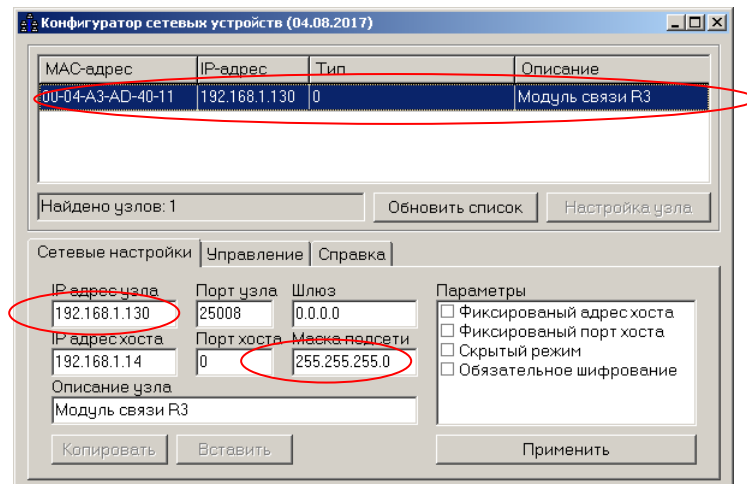 Конфигуратор сетевых устройств (04.08.2017)
MAC-адрес IP-адрес Тип Описание
00-04-A3-AD-40-11 192.168.1.130 0 Модуль связи R3
Найдено узлов: 1 Обновить список Настройка узла
Сетевые настройки Управление Справка
IP адрес узла Порт узла Шлюз Параметры
192.168.1.130 25008 0.0.0.0 Фиксированый адрес хоста
Фиксированый порт хоста
IP адрес хоста Порт хоста Маска подсети Скрытый режим
192.168.1.14 0 255.255.255.0 Обязательное шифрование
Описание узла
Модуль связи R3
Копировать Вставить Применить